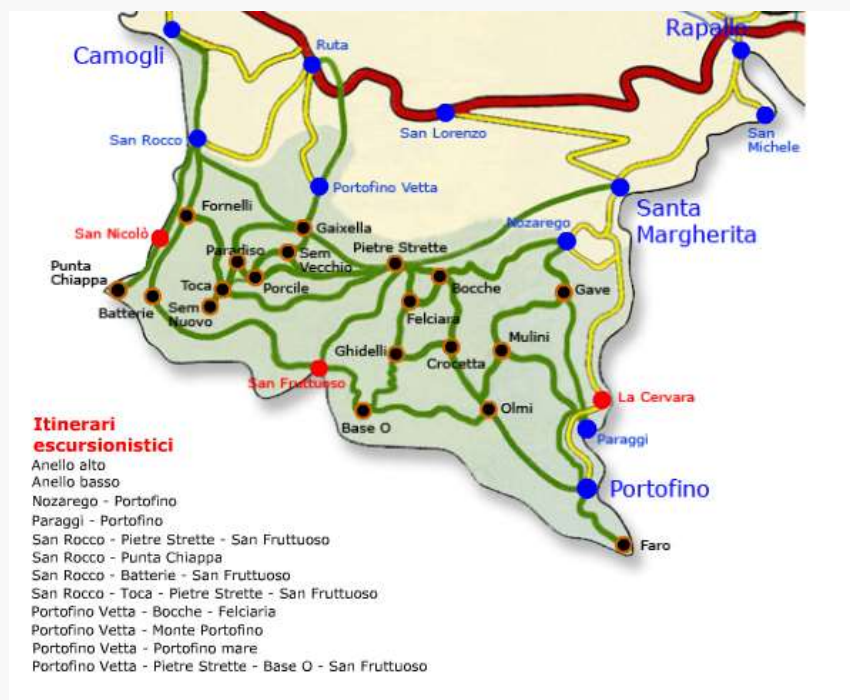 Camogli
Ruta
Rapallo
San Rocco
San Lorenzo
San
Michele
Portofino Vetta
Santa
Margherita
Fornelli
San Nicolò
Gaixella
Nozarego
Paradiso
Sem
Vecchio
Pietre Strette
Punta
Chiappa
Toca
Porcile
Bocche
Gave
Batterie
Sem
Nuovo
Felciara
Ghidelli
Mulini
Crocetta
San Fruttuoso
La Cervara
Base O
Olmi
Paraggi
Portofino
Faro
Itinerari
escursionistici
Anello alto
Anello basso
Nozarego - Portofino
Paraggi - Portofino
San Rocco - Pietre Strette - San Fruttuoso
San Rocco - Punta Chiappa
San Rocco - Batterie - San Fruttuoso
San Rocco - Toca - Pietre Strette - San Fruttuoso
Portofino Vetta - Bocche - Felciaria
Portofino Vetta - Monte Portofino
Portofino Vetta - Portofino mare
Portofino Vetta - Pietre Strette - Base O - San Fruttuoso